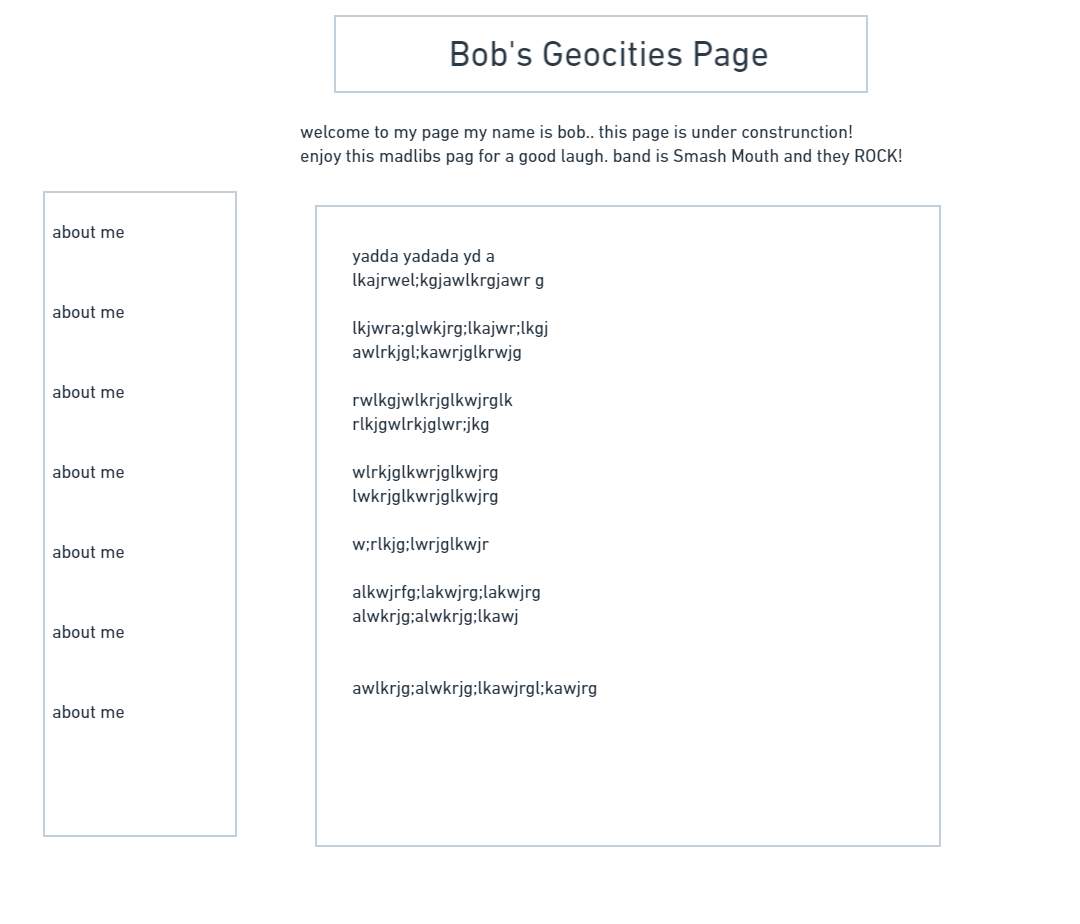 Bob's Geocities Page
welcome to my page my name is bob.. this page is under construnction!
enjoy this madlibs pag for a good laugh. band is Smash Mouth and they ROCK!
about me
about me
about me
about me
about me
about me
about me
yadda yadada yd a
lkajrwel;kgjawlkrgjawr g
lkjwra;glwkjrg;lkajwr;lkgj
awlrkjgl;kawrjglkrwjg
rwlkgjwlkrjglkwjrglk
rlkjgwlrkjglwr;jkg
wlrkjglkwrjglkwjrg
lwkrjglkwrjglkwjrg
w;rlkjg;lwrjglkwjr
alkwjrfg;lakwjrg;lakwjrg
alwkrjg;alwkrjg;lkawj
awlkrjg;alwkrjg;lkawjrgl;kawjrg